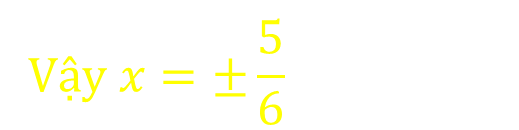 Vậy x = ± 5/6